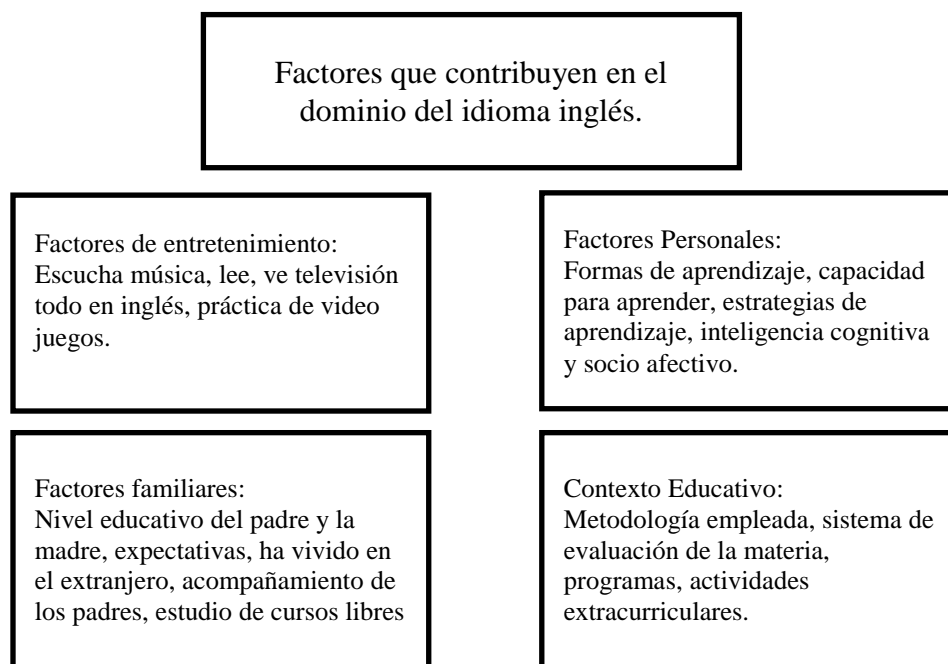 Factores que contribuyen en el
dominio del idioma inglés.
Factores de entretenimiento:
Escucha música, lee, ve televisión
todo en inglés, práctica de video
juegos.
Factores Personales:
Formas de aprendizaje, capacidad
para aprender, estrategias de
aprendizaje, inteligencia cognitiva
y socio afectivo.
Factores familiares:
Nivel educativo del padre y la
madre, expectativas, ha vivido en
el extranjero, acompañamiento de
los padres, estudio de cursos libres
Contexto Educativo:
Metodología empleada, sistema de
evaluación de la materia,
programas, actividades
extracurriculares.